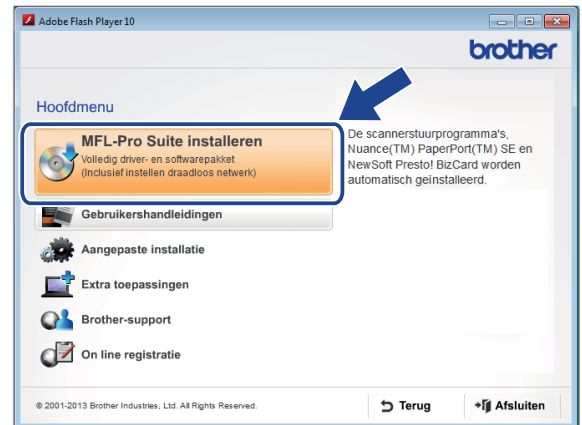 Adobe Flash Player 10
brother
Hoofdmenu
MFL-Pro Suite installeren
Volledig driver- en softwarepakket
(Inclusief instellen draadloos netwerk)
De scannerstuurprogramma's,
Nuance(TM) PaperPort(TM) SE en
NewSoft Presto! BizCard worden
automatisch geïnstalleerd.
Gebruikershandleidingen
Aangepaste installatie
Extra toepassingen
Brother-support
On line registratie
© 2001-2013 Brother Industries, Ltd. All Rights Reserved.
Terug
Afsluiten